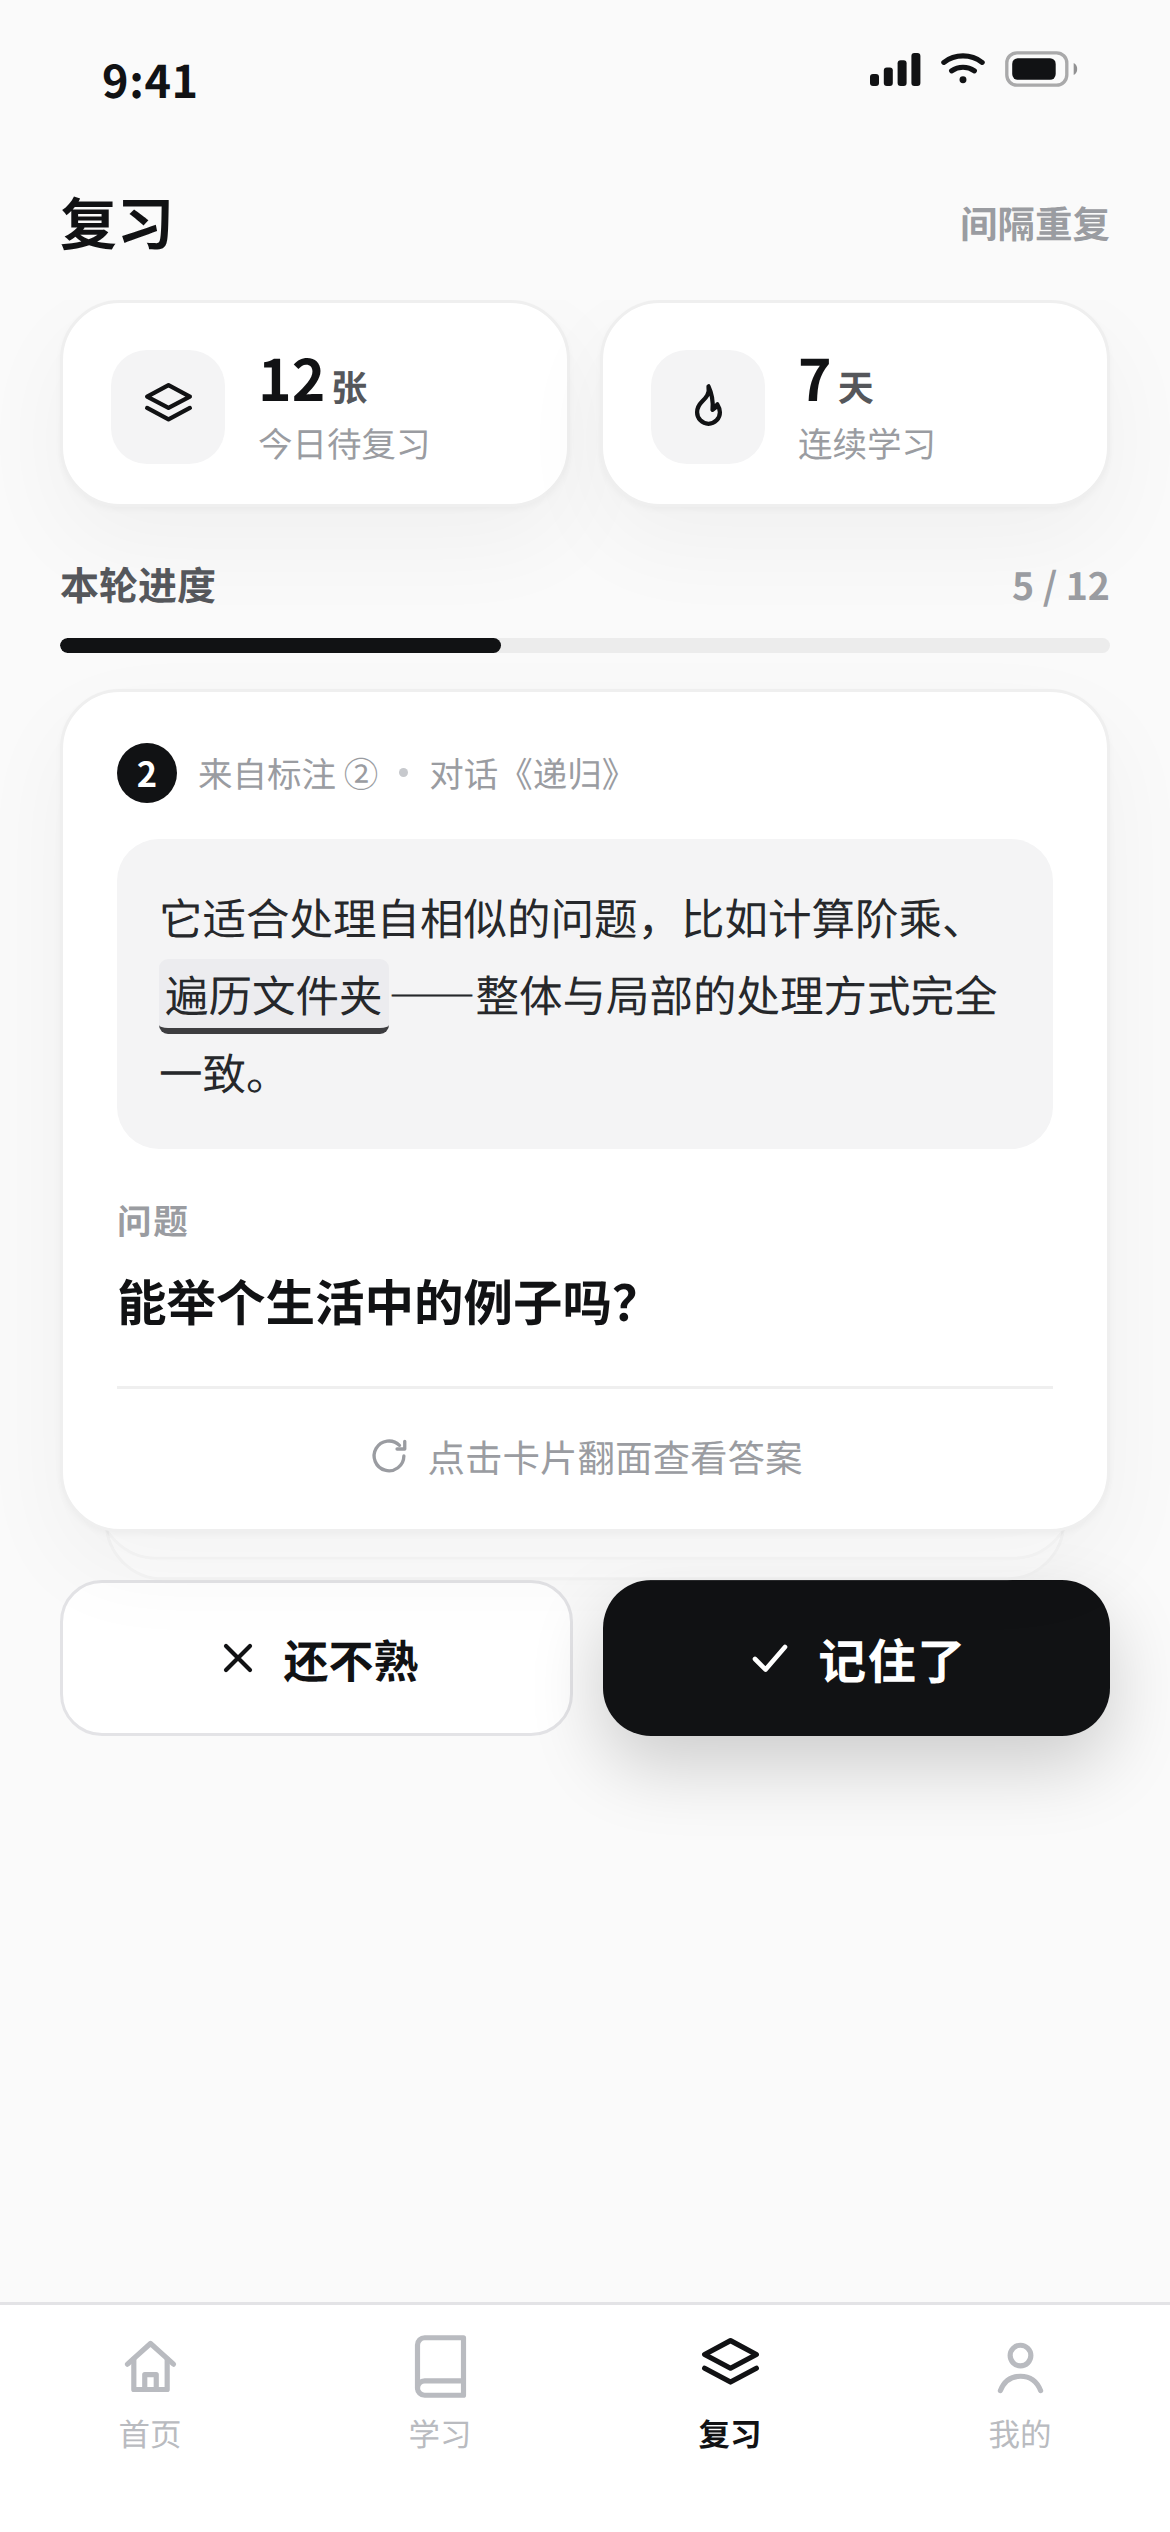 9:41
复习
间隔重复
12 张
今日待复习
7 天
连续学习
本轮进度
5 / 12
2 来自标注 ② • 对话《递归》
它适合处理自相似的问题，比如计算阶乘、
遍历文件夹——整体与局部的处理方式完全
一致。
问题
能举个生活中的例子吗？
点击卡片翻面查看答案
还不熟
记住了
首页
学习
复习
我的